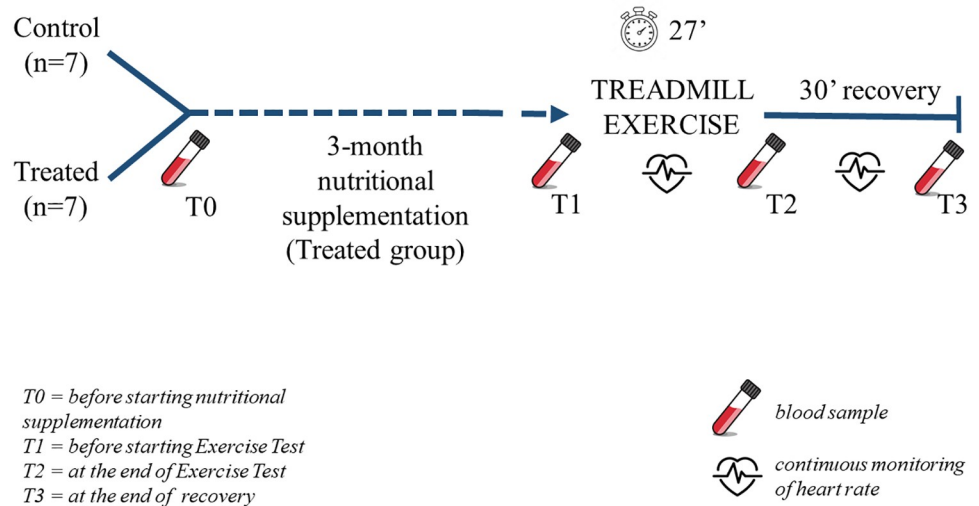 Control
(n=7)
Treated
(n=7)
T0
3-month
nutritional
supplementation
(Treated group)
T1
27’
TREADMILL
EXERCISE
T2
30’ recovery
T3
T0 = before starting nutritional
supplementation
T1 = before starting Exercise Test
T2 = at the end of Exercise Test
T3 = at the end of recovery
blood sample
continuous monitoring
of heart rate